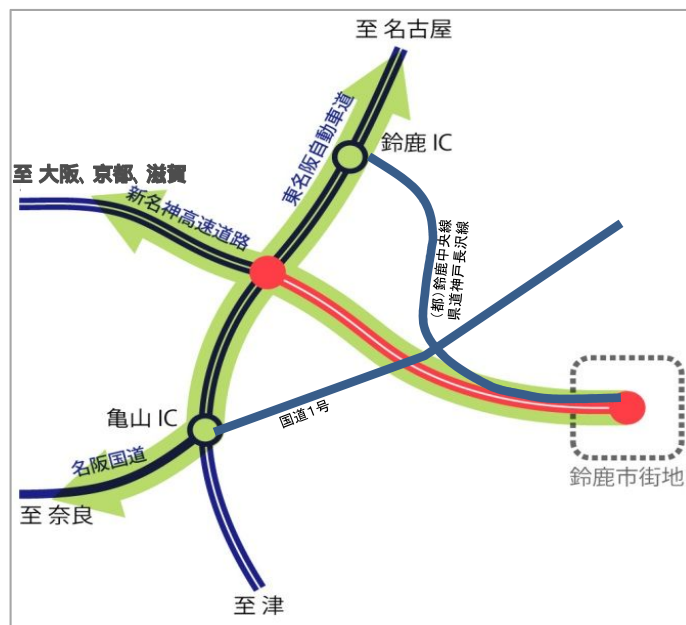 至 名古屋
鈴鹿 IC
東名阪自動車道
至 大阪、京都、滋賀
新名神高速道路
(都)鈴鹿中央線
県道神戸長沢線
国道1号
亀山 IC
名阪国道
鈴鹿市街地
至 奈良
至 津